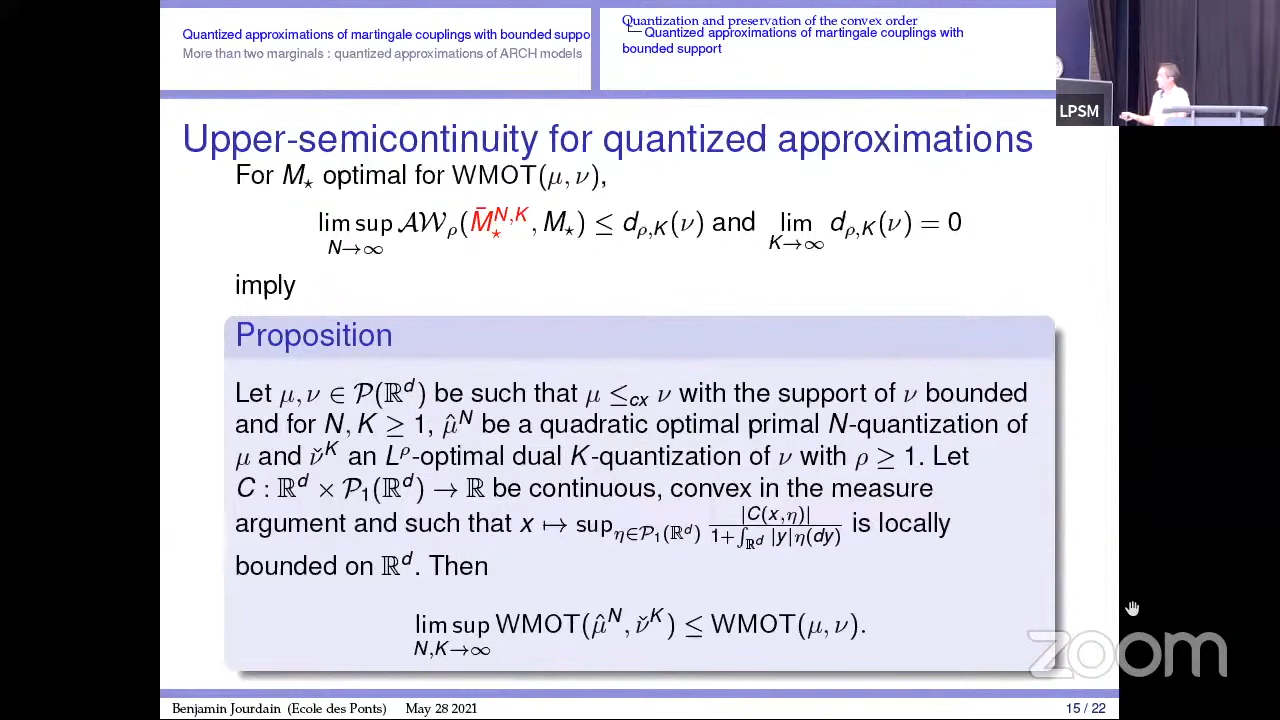 Quantized approximations of martingale couplings with bounded suppo
More than two marginals : quantized approximations of ARCH models
Quantization and preservation of the convex order
Quantized approximations of martingale couplings with
bounded support
LPSM
Upper-semicontinuity for quantized approximations
For M⋆ optimal for WMOT(μ, ν),
lim sup_{N→∞} 𝒜𝒲_ρ(M̄⋆^{N,K}, M⋆) ≤ d_{ρ,K}(ν) and lim_{K→∞} d_{ρ,K}(ν) = 0
imply
Proposition
Let μ, ν ∈ 𝒫(ℝ^d) be such that μ ≤_{cx} ν with the support of ν bounded
and for N, K ≥ 1, μ̂^N be a quadratic optimal primal N-quantization of
μ and ν̌^K an L^ρ-optimal dual K-quantization of ν with ρ ≥ 1. Let
C : ℝ^d × 𝒫_1(ℝ^d) → ℝ be continuous, convex in the measure
argument and such that x ↦ sup_{η∈𝒫_1(ℝ^d)} |C(x,η)| / (1+∫_{ℝ^d} |y|η(dy)) is locally
bounded on ℝ^d. Then
lim sup_{N,K→∞} WMOT(μ̂^N, ν̌^K) ≤ WMOT(μ, ν).
zoom
Benjamin Jourdain (Ecole des Ponts) May 28 2021
15 / 22